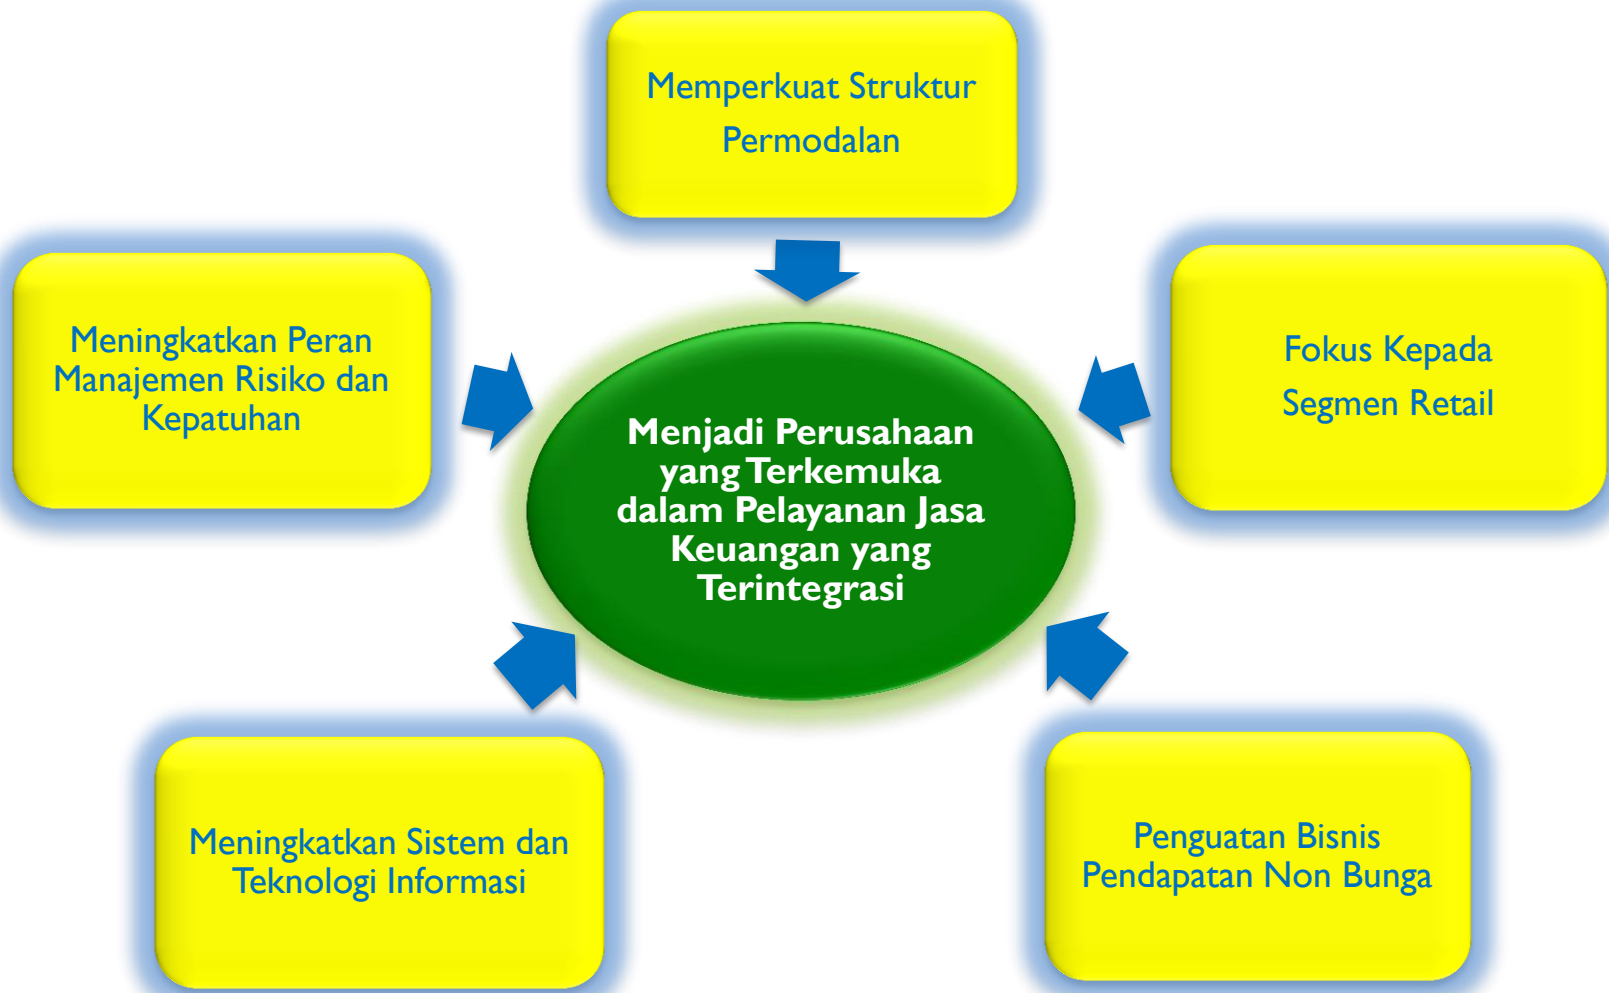 Memperkuat Struktur
Permodalan
Meningkatkan Peran
Manajemen Risiko dan
Kepatuhan
Fokus Kepada
Segmen Retail
Menjadi Perusahaan
yang Terkemuka
dalam Pelayanan Jasa
Keuangan yang
Terintegrasi
Meningkatkan Sistem dan
Teknologi Informasi
Penguatan Bisnis
Pendapatan Non Bunga